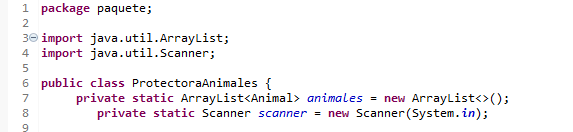 1 package paquete;
2
3 import java.util.ArrayList;
4 import java.util.Scanner;
5
6 public class ProtectoraAnimales {
7 private static ArrayList<Animal> animales = new ArrayList<>();
8 private static Scanner scanner = new Scanner(System.in);
9